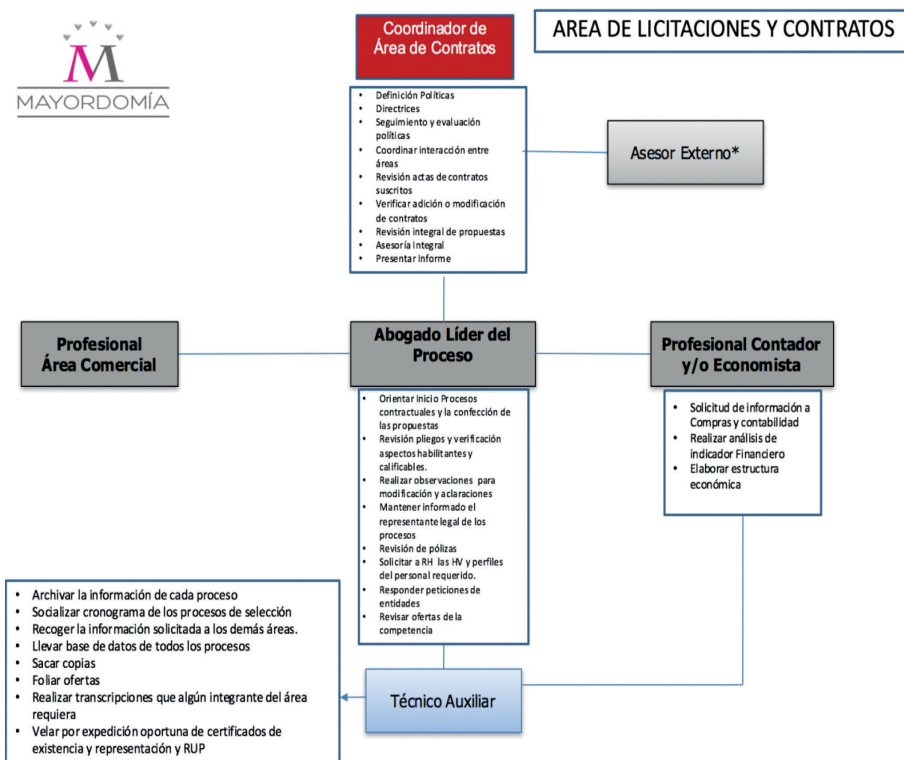 M
MAYORDOMÍA
Coordinador de
Área de Contratos
AREA DE LICITACIONES Y CONTRATOS
• Definición Políticas
• Directrices
• Seguimiento y evaluación
políticas
• Coordinar interacción entre
áreas
• Revisión actas de contratos
suscritos
• Verificar adición o modificación
de contratos
• Revisión integral de propuestas
• Asesoría Integral
• Presentar Informe
Asesor Externo*
Profesional
Área Comercial
Abogado Líder del
Proceso
Profesional Contador
y/o Economista
• Orientar Inicio Procesos
contractuales y la confección de
las propuestas
• Revisión pliegos y verificación
aspectos habilitantes y
calificables.
• Realizar observaciones para
modificación y aclaraciones
• Mantener informado el
representante legal de los
procesos
• Revisión de pólizas
• Solicitar a RH las HV y perfiles
del personal requerido.
• Responder peticiones de
entidades
• Revisar ofertas de la
competencia
• Solicitud de información a
Compras y contabilidad
• Realizar análisis de
indicador Financiero
• Elaborar estructura
económica
• Archivar la información de cada proceso
• Socializar cronograma de los procesos de selección
• Recoger la información solicitada a los demás áreas.
• Llevar base de datos de todos los procesos
• Sacar copias
• Foliar ofertas
• Realizar transcripciones que algún integrante del área
requiera
• Velar por expedición oportuna de certificados de
existencia y representación y RUP
Técnico Auxiliar